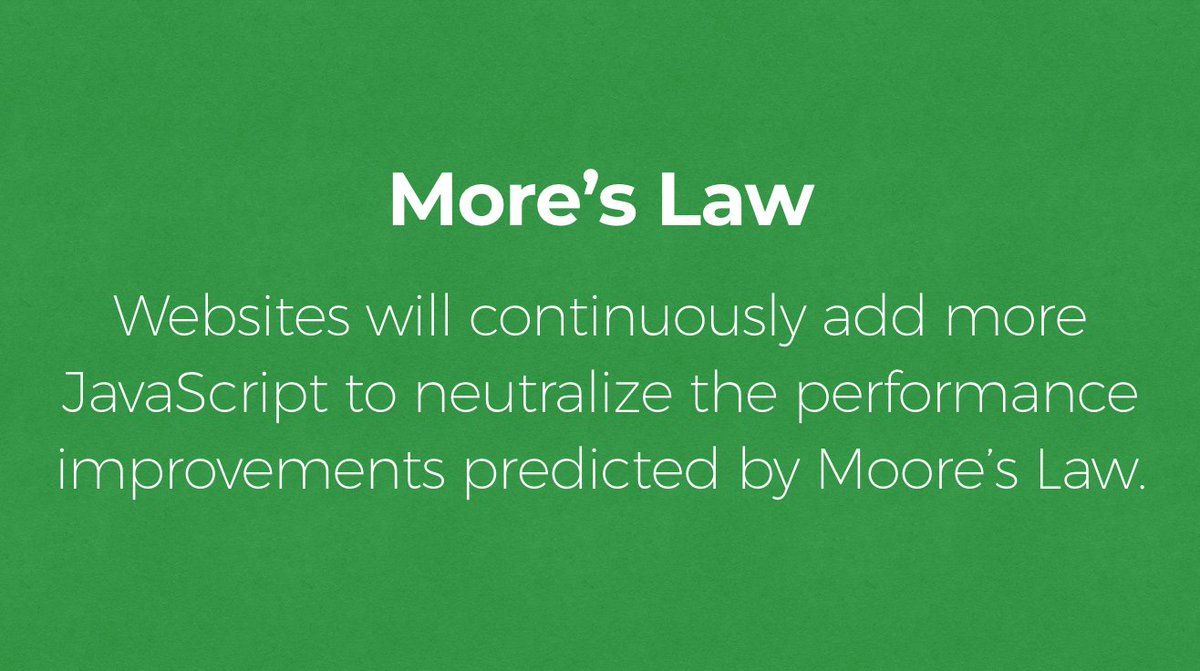 More’s Law
Websites will continuously add more
JavaScript to neutralize the performance
improvements predicted by Moore’s Law.